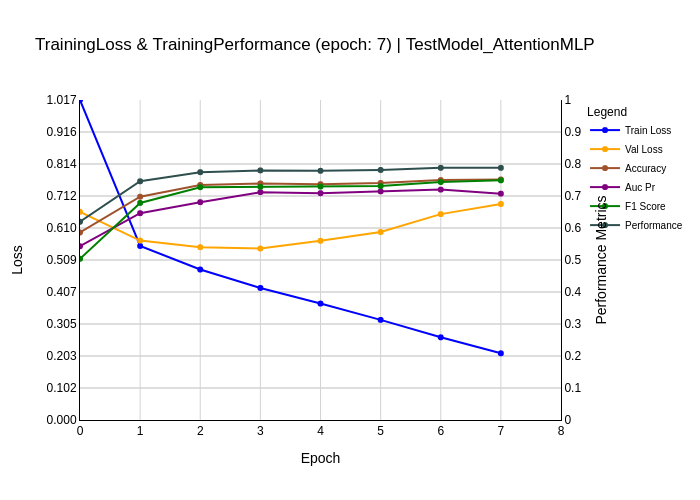 TrainingLoss & TrainingPerformance (epoch: 7) | TestModel_AttentionMLP
1.017
0.916
0.814
0.712
0.610
0.509
0.407
0.305
0.203
0.102
0.000
Loss
0 1 2 3 4 5 6 7 8
Epoch
1
0.9
0.8
0.7
0.6
0.5
0.4
0.3
0.2
0.1
0
Performance Metrics
Legend
Train Loss
Val Loss
Accuracy
Auc Pr
F1 Score
Performance